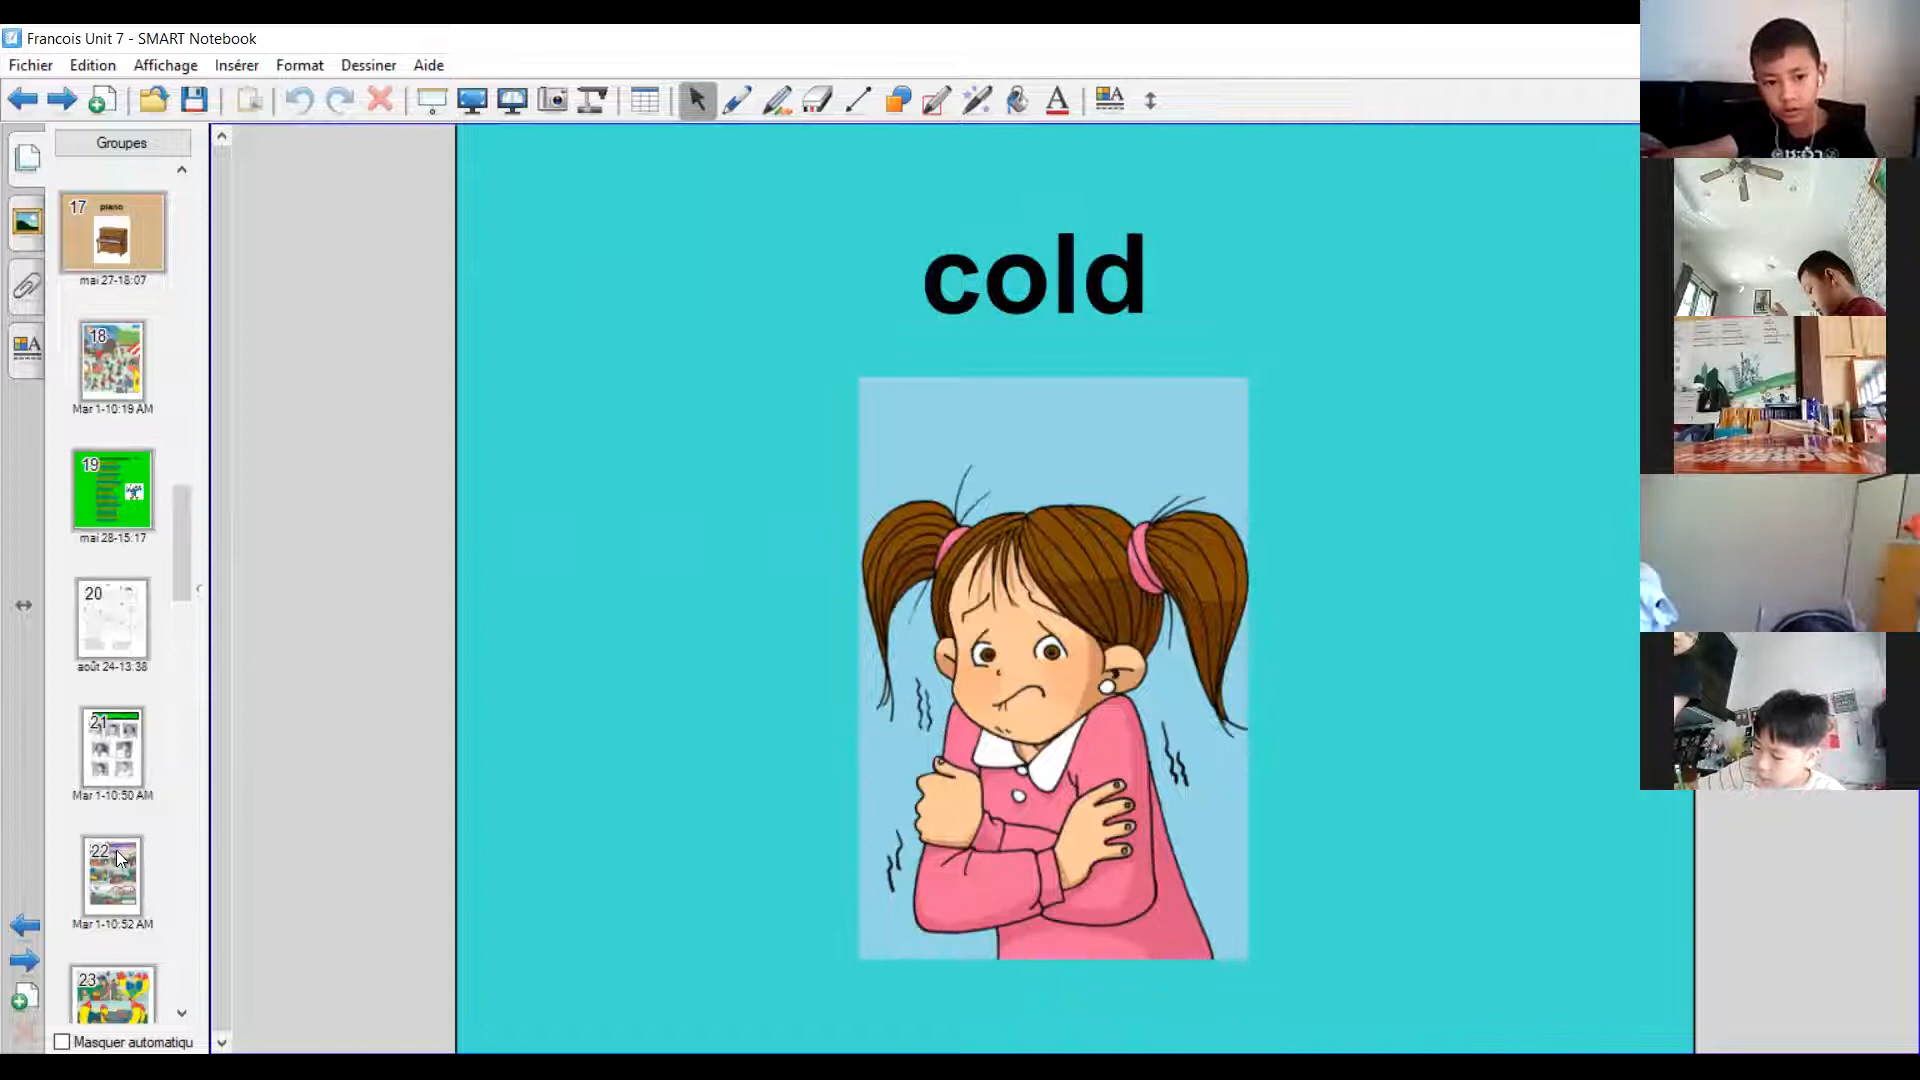 Francois Unit 7 - SMART Notebook
Fichier Edition Affichage Insérer Format Dessiner Aide
Groupes
17 piano
mai 27-18:07
18
Mar 1-10:19 AM
19
mai 28-15:17
20
août 24-13:38
21
Mar 1-10:50 AM
22
Mar 1-10:52 AM
23
Masquer automatiqu
cold